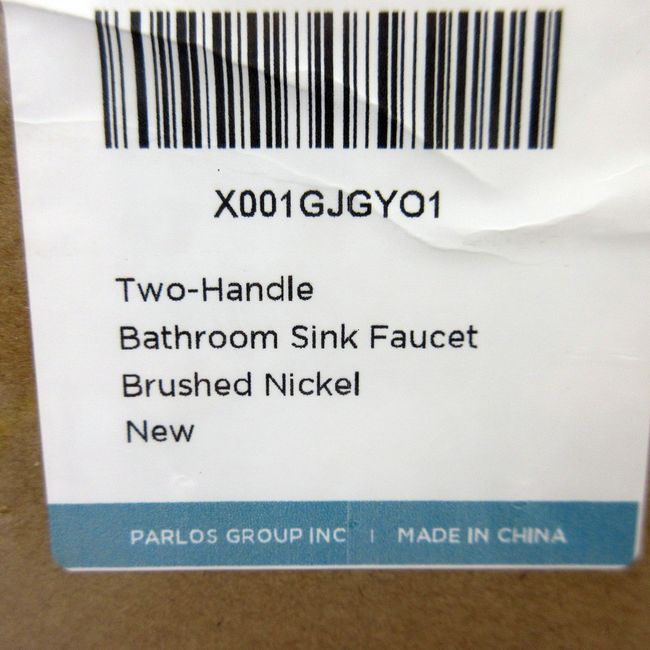 X001GJGYO1
Two-Handle
Bathroom Sink Faucet
Brushed Nickel
New
PARLOS GROUP INC | MADE IN CHINA